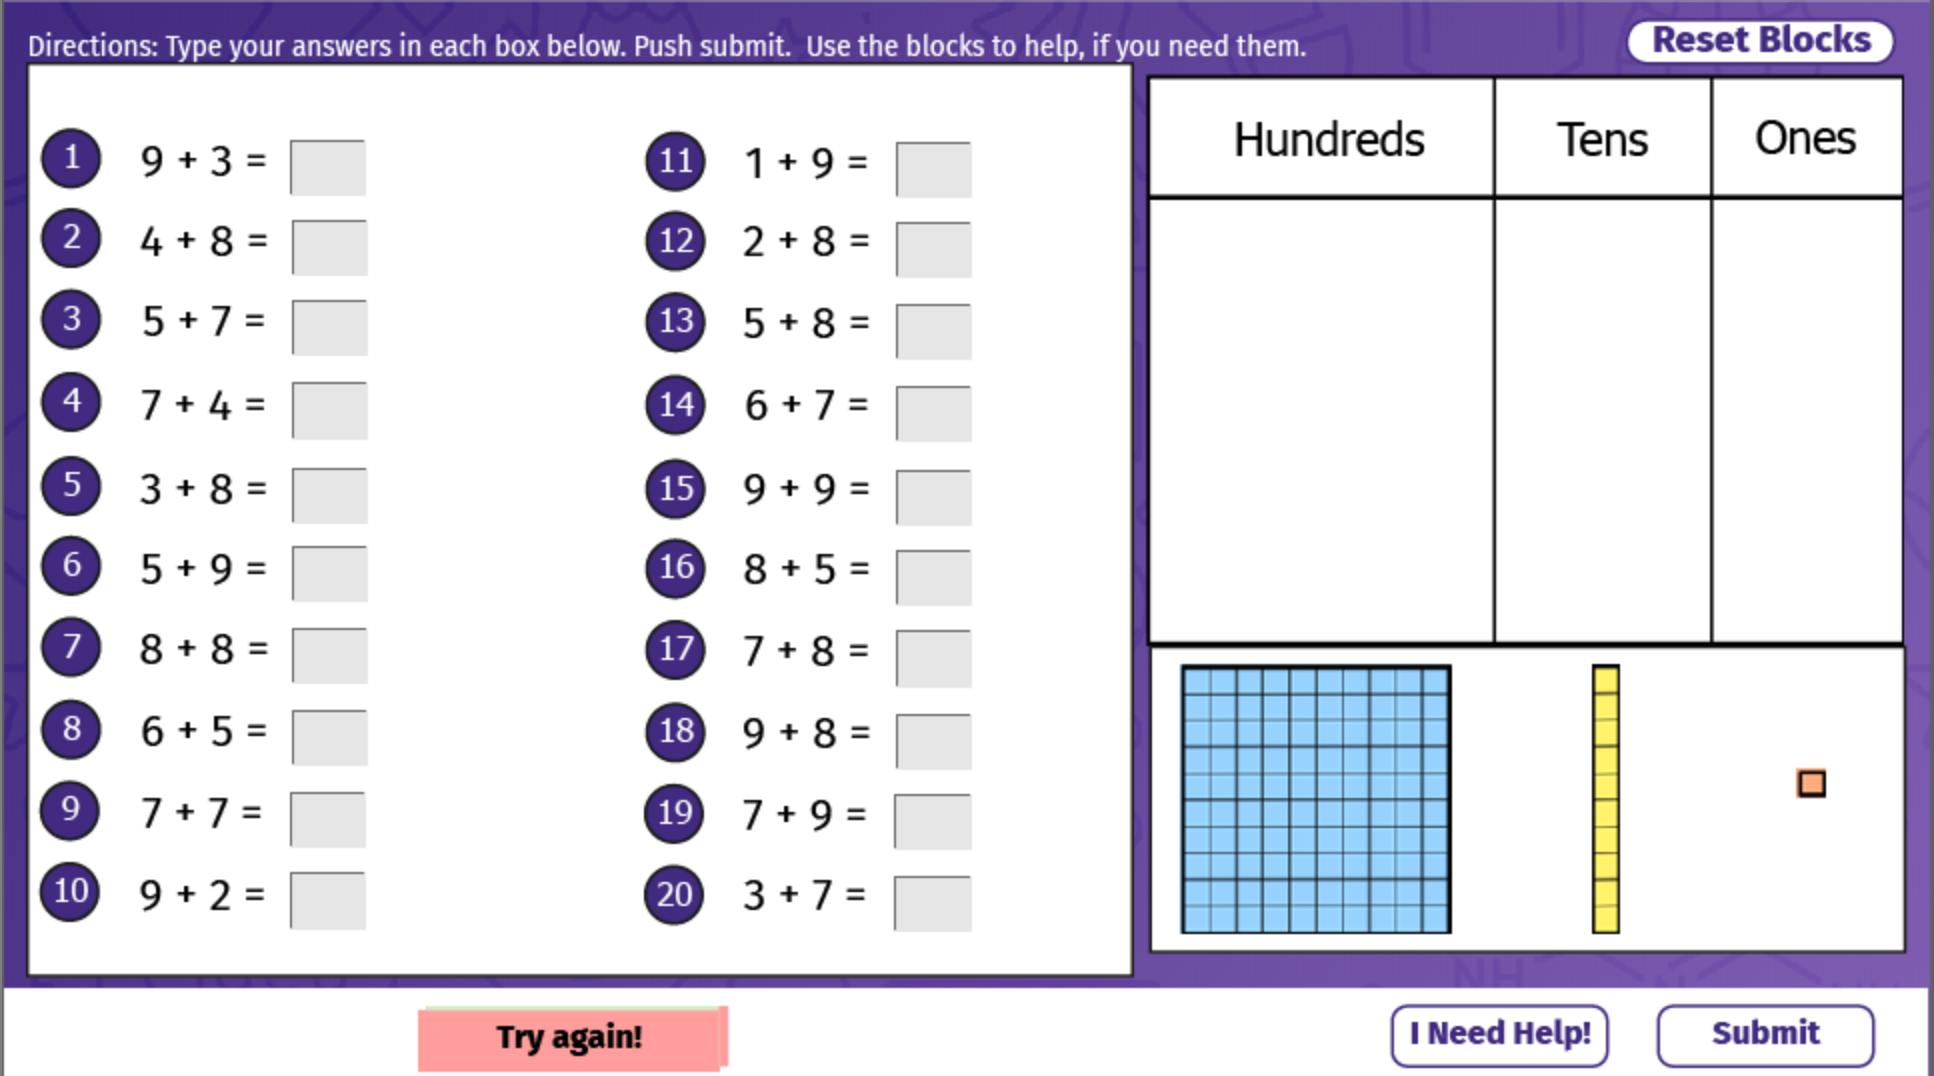 Directions: Type your answers in each box below. Push submit.  Use the blocks to help, if you need them.
Reset Blocks
1 9 + 3 =
2 4 + 8 =
3 5 + 7 =
4 7 + 4 =
5 3 + 8 =
6 5 + 9 =
7 8 + 8 =
8 6 + 5 =
9 7 + 7 =
10 9 + 2 =
11 1 + 9 =
12 2 + 8 =
13 5 + 8 =
14 6 + 7 =
15 9 + 9 =
16 8 + 5 =
17 7 + 8 =
18 9 + 8 =
19 7 + 9 =
20 3 + 7 =
Hundreds Tens Ones
NH
N
Try again!
I Need Help!
Submit